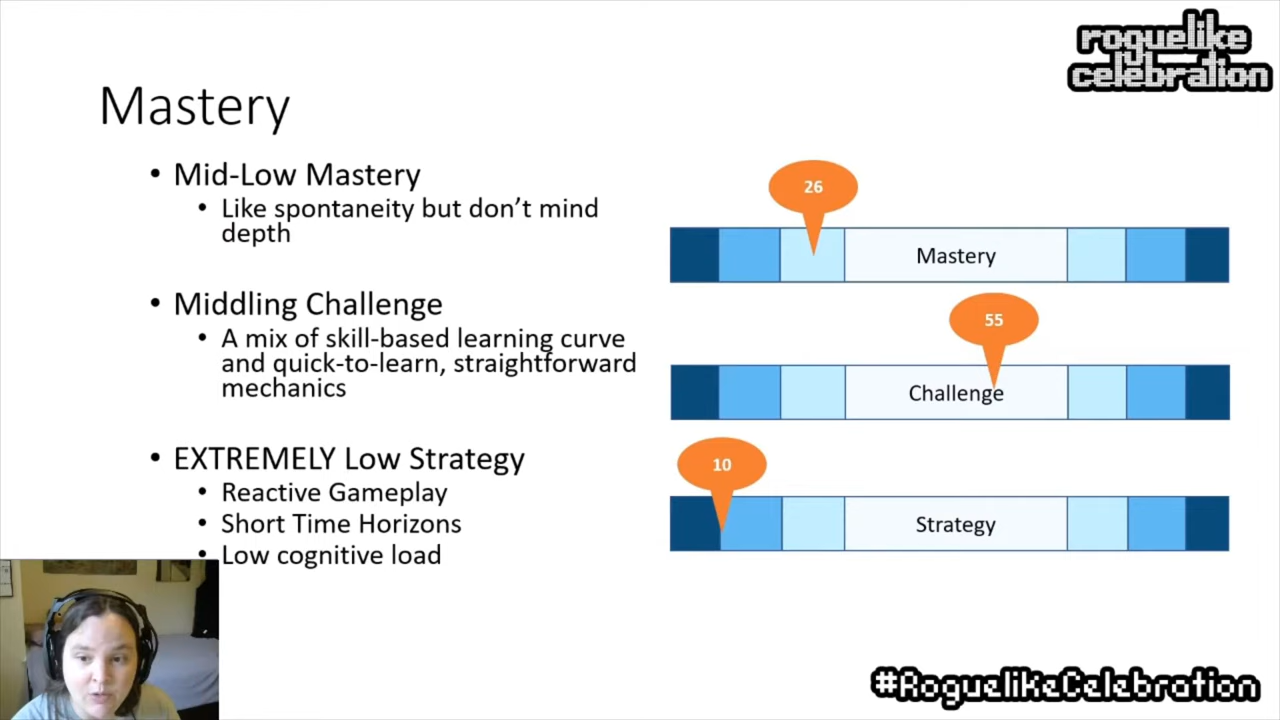 roguelike
celebration
Mastery
• Mid-Low Mastery
• Like spontaneity but don't mind
depth
• Middling Challenge
• A mix of skill-based learning curve
and quick-to-learn, straightforward
mechanics
• EXTREMELY Low Strategy
• Reactive Gameplay
• Short Time Horizons
• Low cognitive load
26
Mastery
55
Challenge
10
Strategy
#RoguelikeCelebration